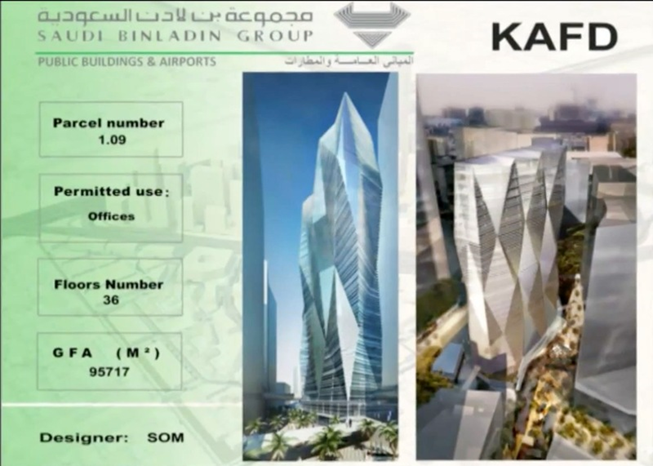 مجموعة بن لادن السعودية
SAUDI BINLADIN GROUP
PUBLIC BUILDINGS & AIRPORTS
المباني العامة والمطارات
KAFD
Parcel number
1.09
Permitted use:
Offices
Floors Number
36
GFA (M²)
95717
Designer: SOM